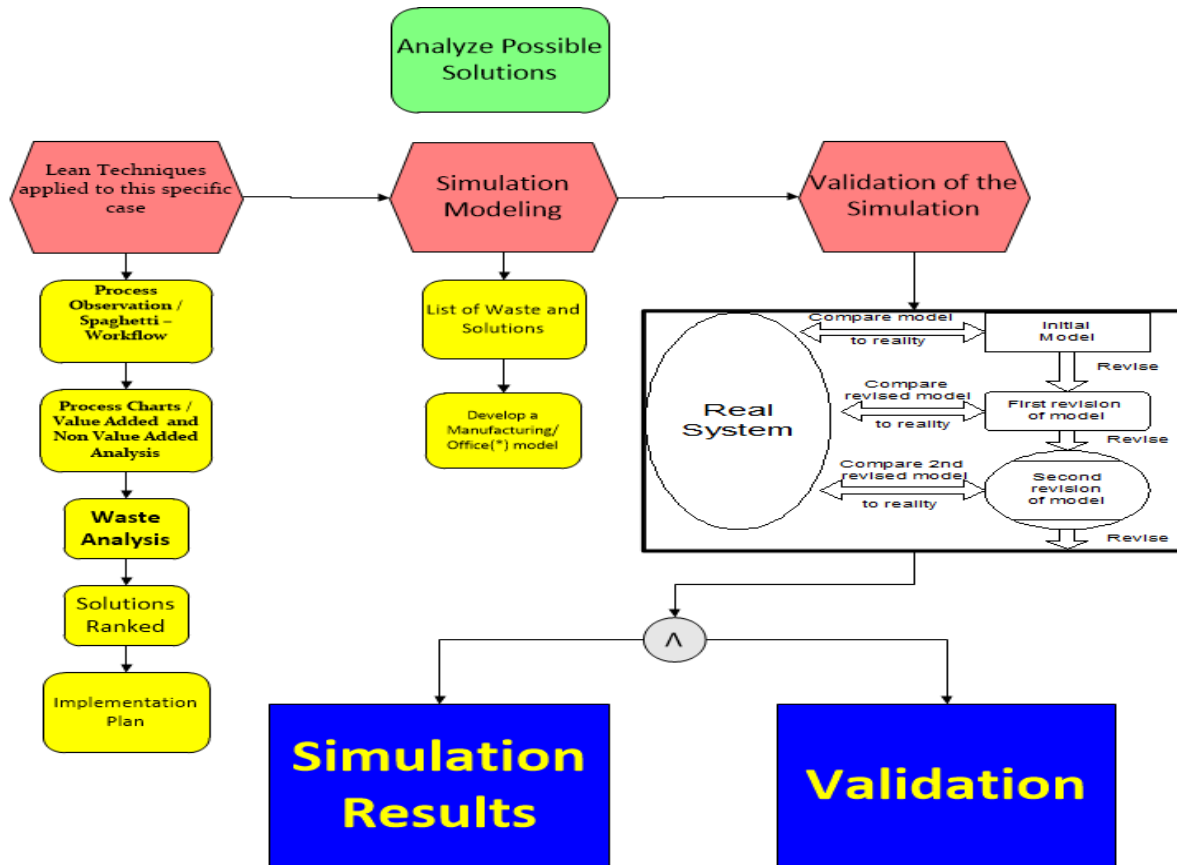 Analyze Possible
Solutions
Lean Techniques
applied to this specific
case
Simulation
Modeling
Validation of the
Simulation
Process
Observation /
Spaghetti –
Workflow
Process Charts /
Value Added and
Non Value Added
Analysis
Waste
Analysis
Solutions
Ranked
Implementation
Plan
List of Waste and
Solutions
Develop a
Manufacturing/
Office(*) model
Real
System
Compare model
to reality
Initial
Model
Revise
Compare
revised model
to reality
First revision
of model
Revise
Compare 2nd
revised model
to reality
Second
revision
of model
Revise
Λ
Simulation
Results
Validation